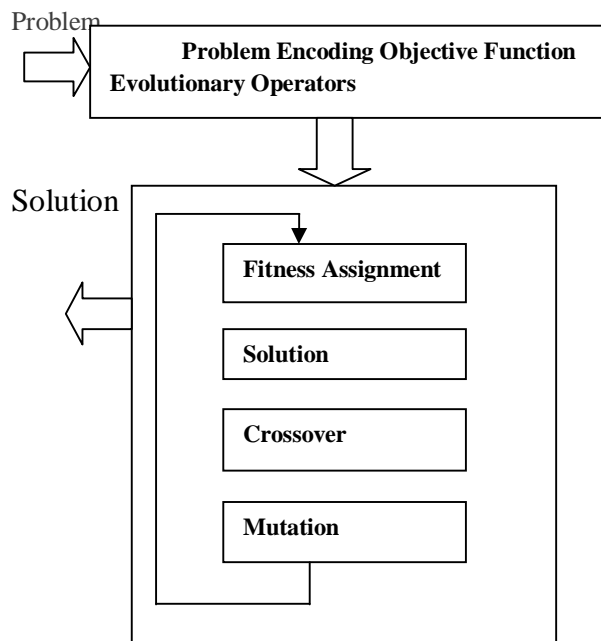 Problem
Problem Encoding Objective Function
Evolutionary Operators
Solution
Fitness Assignment
Solution
Crossover
Mutation